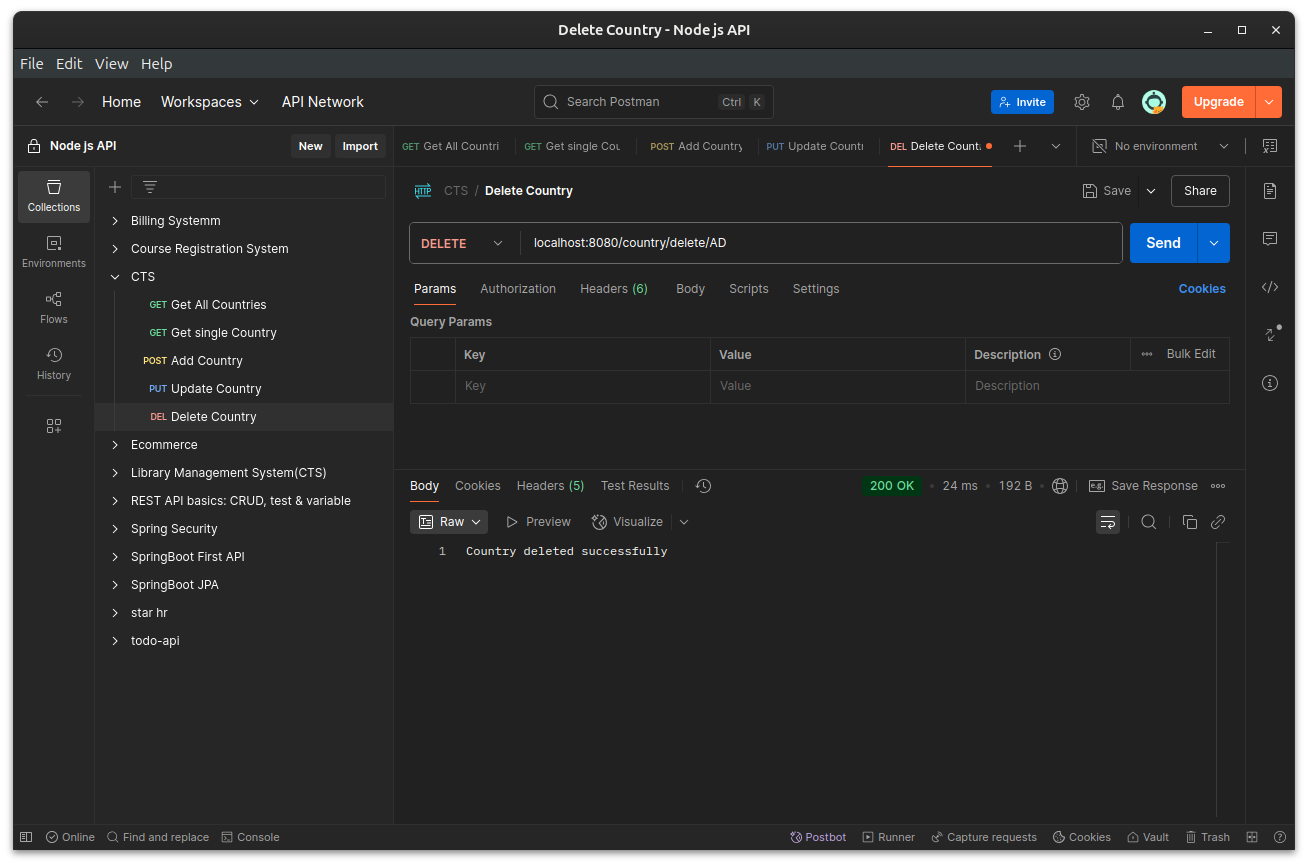 Delete Country - Node js API
File Edit View Help
Home Workspaces API Network Search Postman Ctrl K Invite Upgrade
Node js API New Import
GET Get All Countri GET Get single Cou POST Add Country PUT Update Countr DEL Delete Count No environment
Collections
Environments
Flows
History
Billing Systemm
Course Registration System
CTS
GET Get All Countries
GET Get single Country
POST Add Country
PUT Update Country
DEL Delete Country
Ecommerce
Library Management System(CTS)
REST API basics: CRUD, test & variable
Spring Security
SpringBoot First API
SpringBoot JPA
star hr
todo-api
HTTP CTS / Delete Country Save Share
DELETE localhost:8080/country/delete/AD Send
Params Authorization Headers (6) Body Scripts Settings Cookies
Query Params
Key Value Description Bulk Edit
Key Value Description
Body Cookies Headers (5) Test Results 200 OK • 24 ms • 192 B • e.g. Save Response
Raw Preview Visualize
1 Country deleted successfully
Online Find and replace Console Postbot Runner Capture requests Cookies Vault Trash